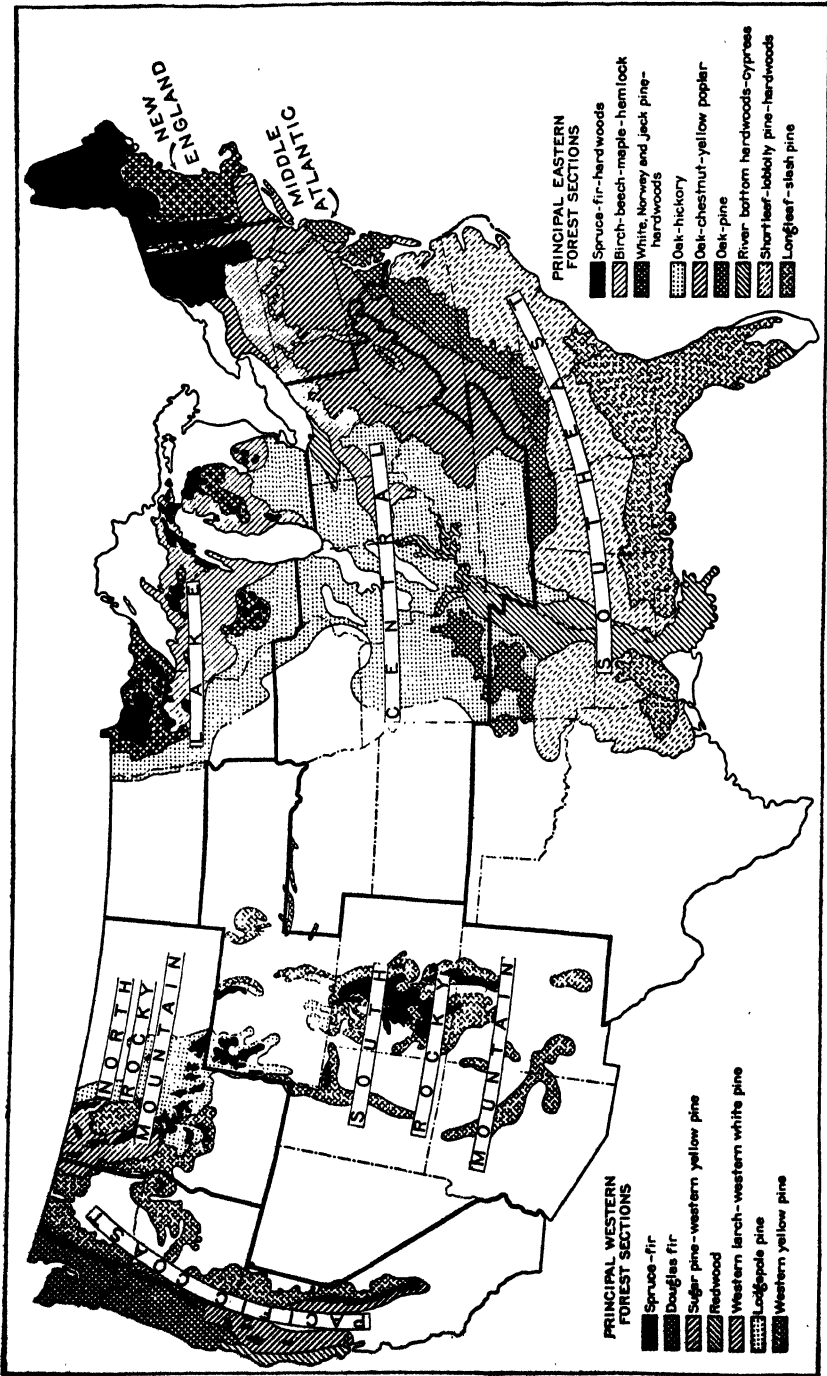 NEW
ENGLAND
MIDDLE
ATLANTIC
LAKE
CENTRAL
SOUTHERN
NORTH
ROCKY
MOUNTAIN
SOUTH
ROCKY
MOUNTAIN
PACIFIC COAST
PRINCIPAL WESTERN
FOREST SECTIONS
Spruce-fir
Douglas fir
Sugar pine-western yellow pine
Redwood
Western larch-western white pine
Lodgepole pine
Western yellow pine
PRINCIPAL EASTERN
FOREST SECTIONS
Spruce-fir-hardwoods
Birch-beech-maple-hemlock
White, Norway and jack pine-
hardwoods
Oak-hickory
Oak-chestnut-yellow poplar
Oak-pine
River bottom hardwoods-cypress
Shortleaf-loblolly pine-hardwoods
Longleaf-slash pine